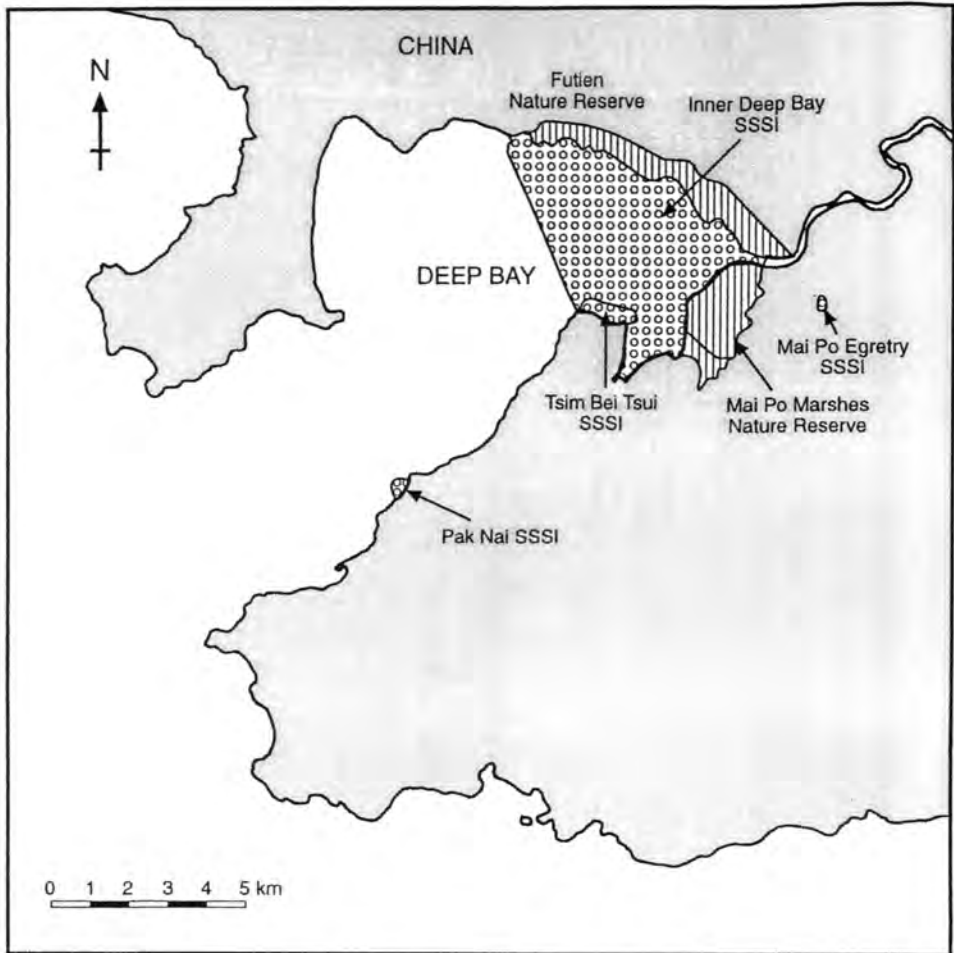 CHINA
N
Futien
Nature Reserve
Inner Deep Bay
SSSI
DEEP BAY
Mai Po Egretry
SSSI
Tsim Bei Tsui
SSSI
Mai Po Marshes
Nature Reserve
Pak Nai SSSI
0 1 2 3 4 5 km